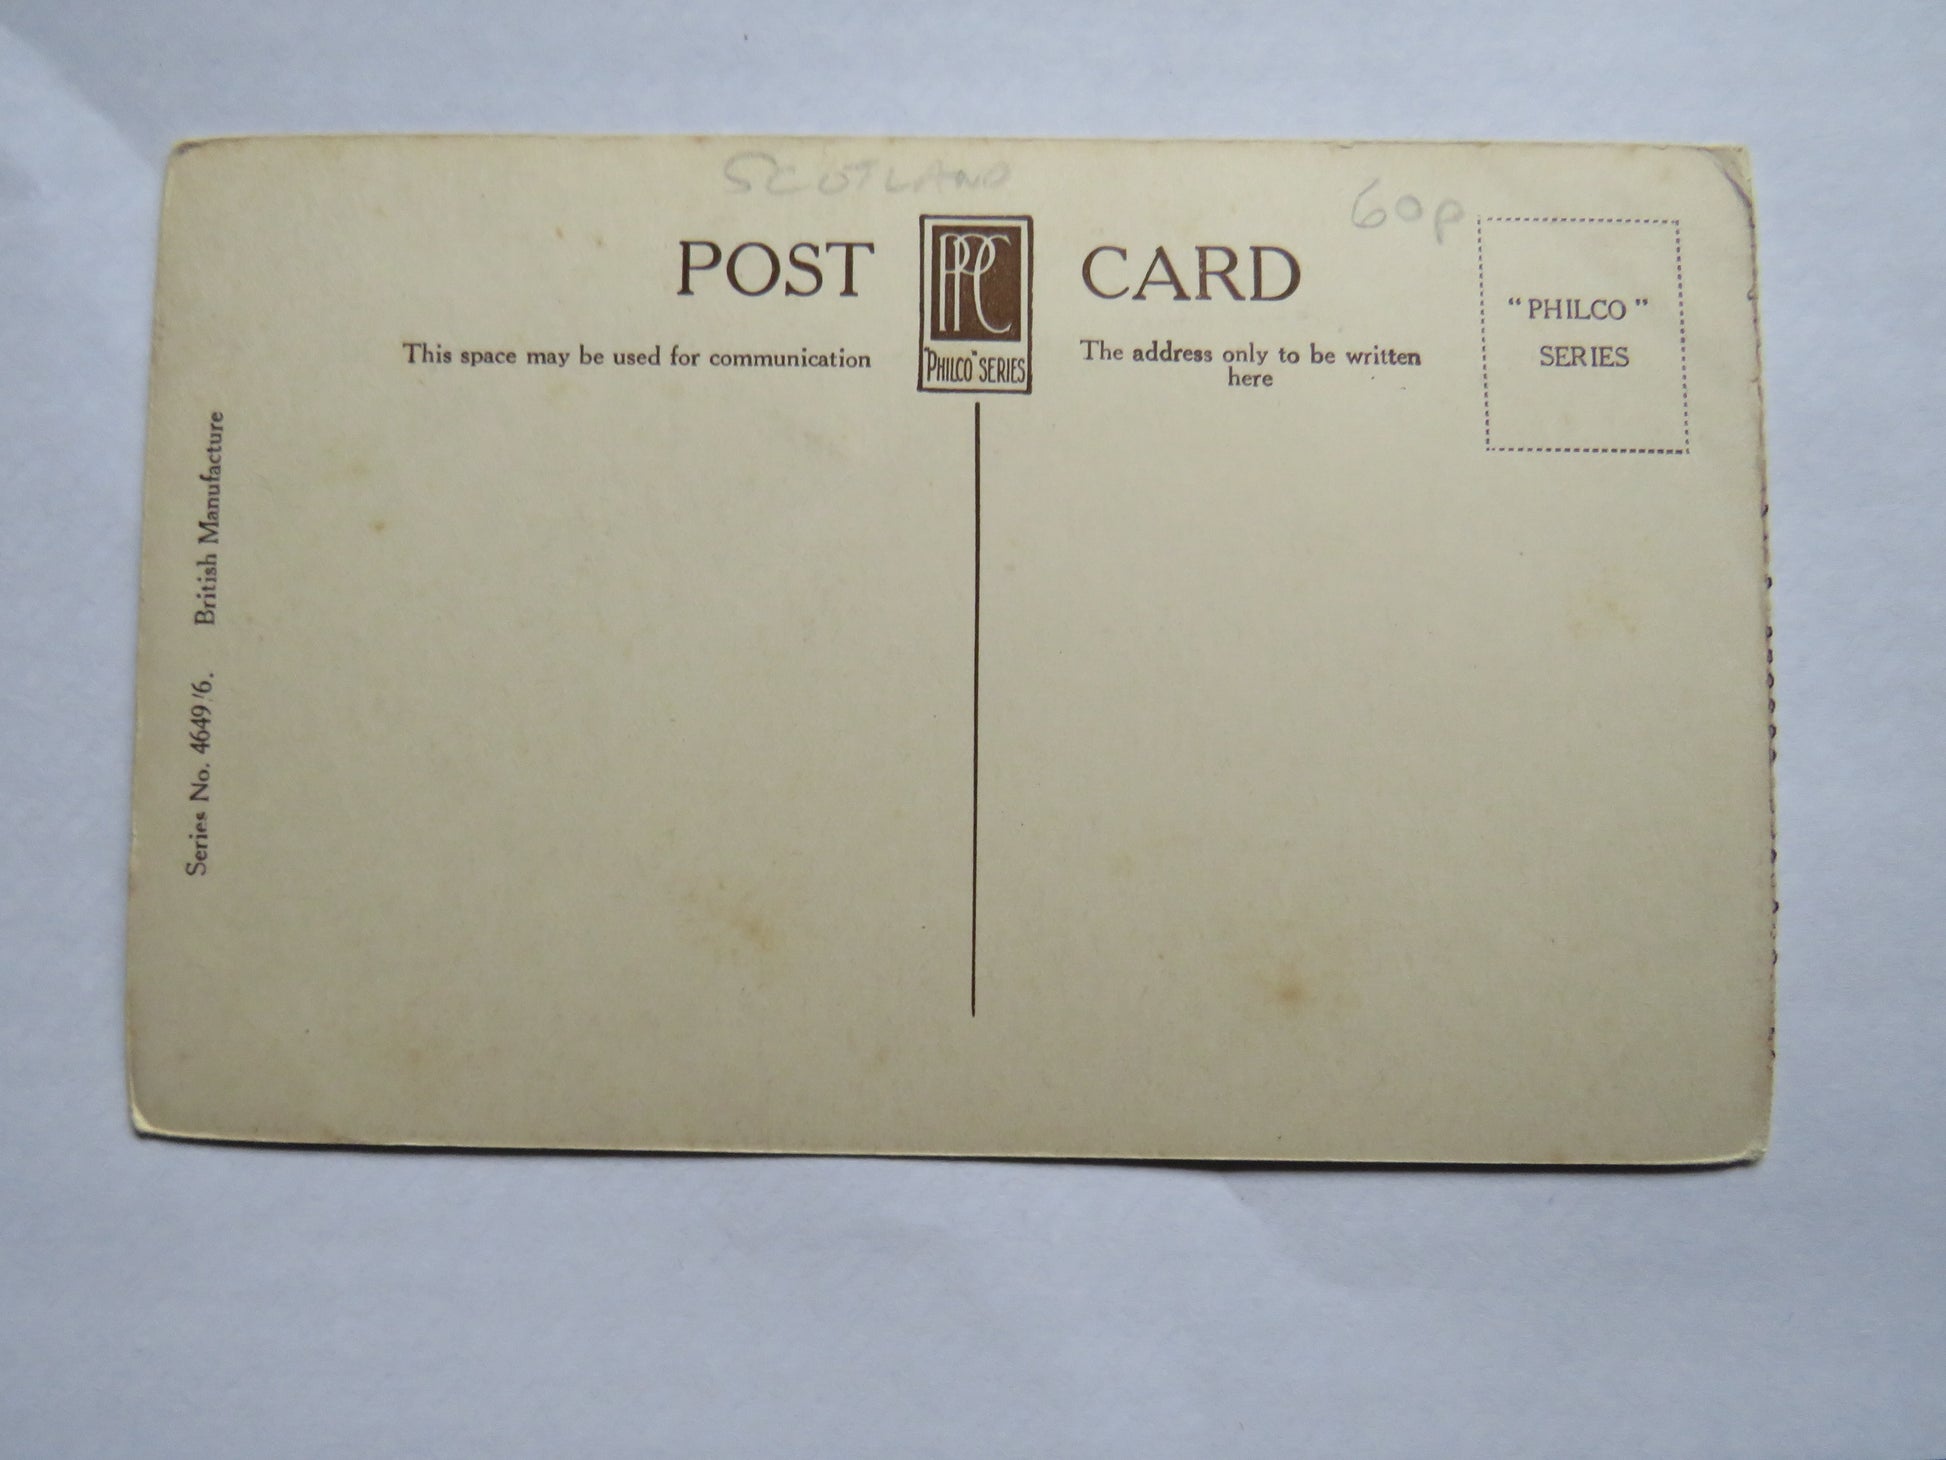 SCOTLAND
60p
POST CARD
PPC
"PHILCO" SERIES
This space may be used for communication
The address only to be written
here
"PHILCO"
SERIES
Series No. 4649/6. British Manufacture